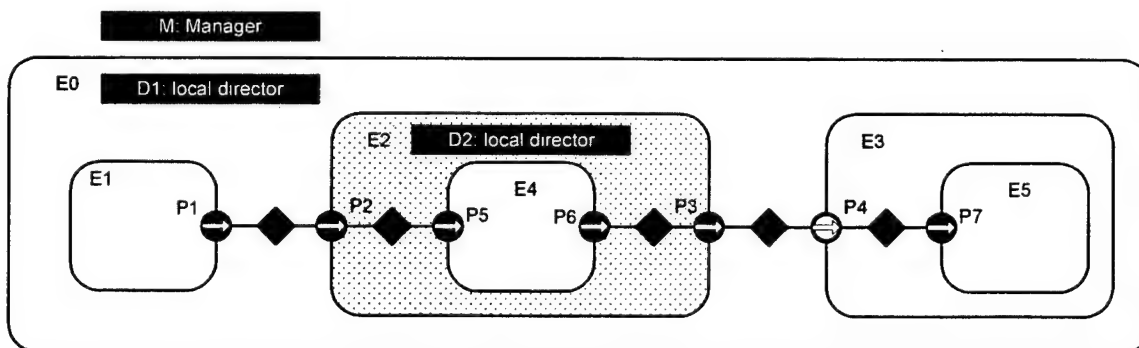 M: Manager
E0
D1: local director
E2
D2: local director
E3
E1
E4
E5
P1
P2
P5
P6
P3
P4
P7